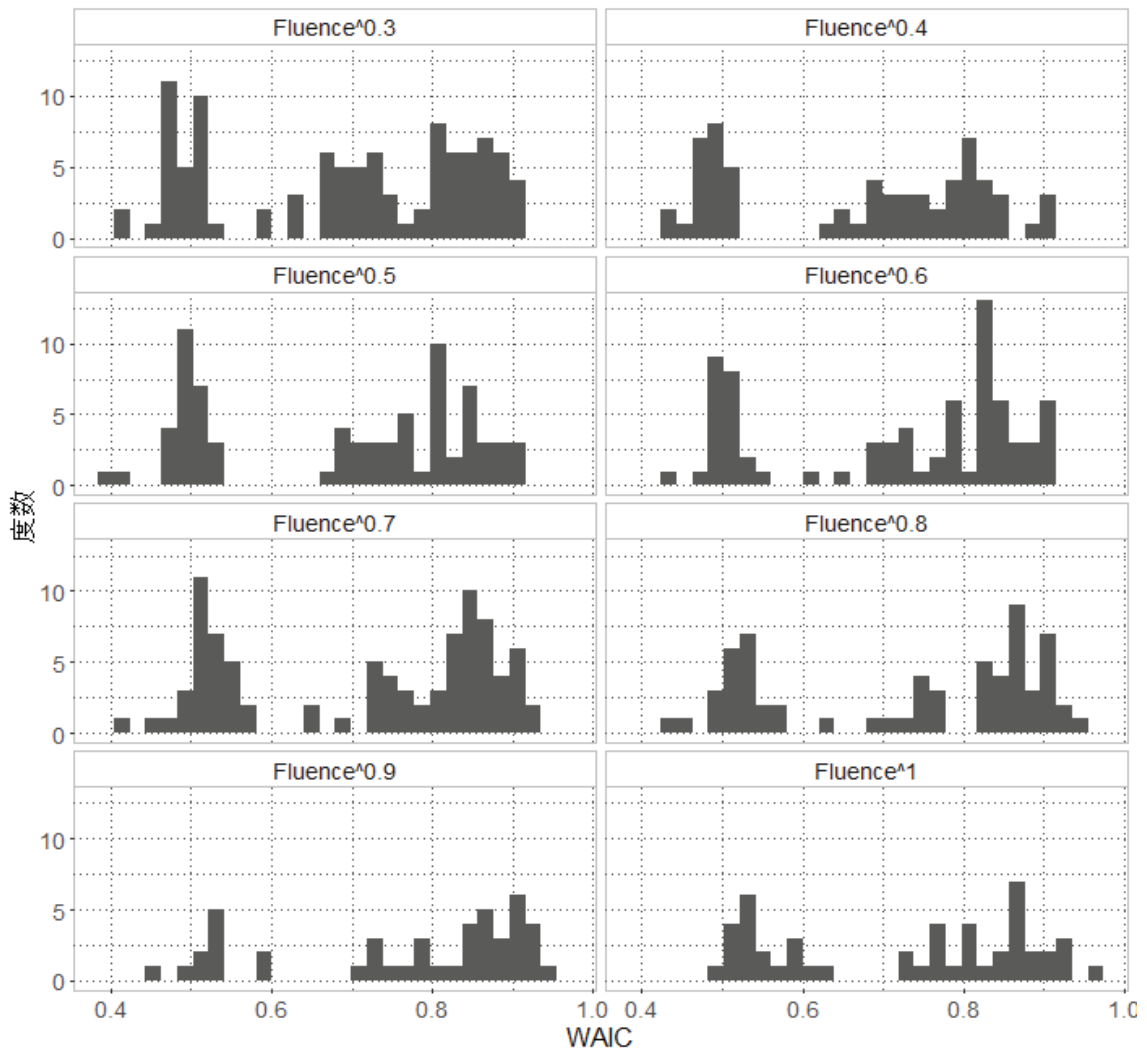 Fluence^0.3 Fluence^0.4
10
5
0
Fluence^0.5 Fluence^0.6
10
5
0
度数
Fluence^0.7 Fluence^0.8
10
5
0
Fluence^0.9 Fluence^1
10
5
0
0.4 0.6 0.8 1.0 0.4 0.6 0.8 1.0
WAIC